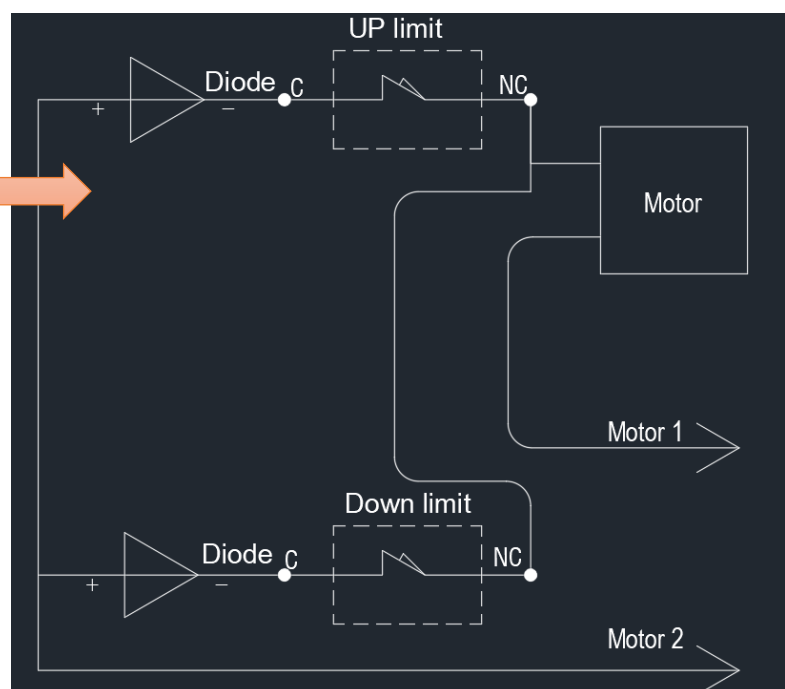 UP limit
Diode
C
NC
+
−
Motor
Motor 1
Down limit
Diode
C
NC
+
−
Motor 2